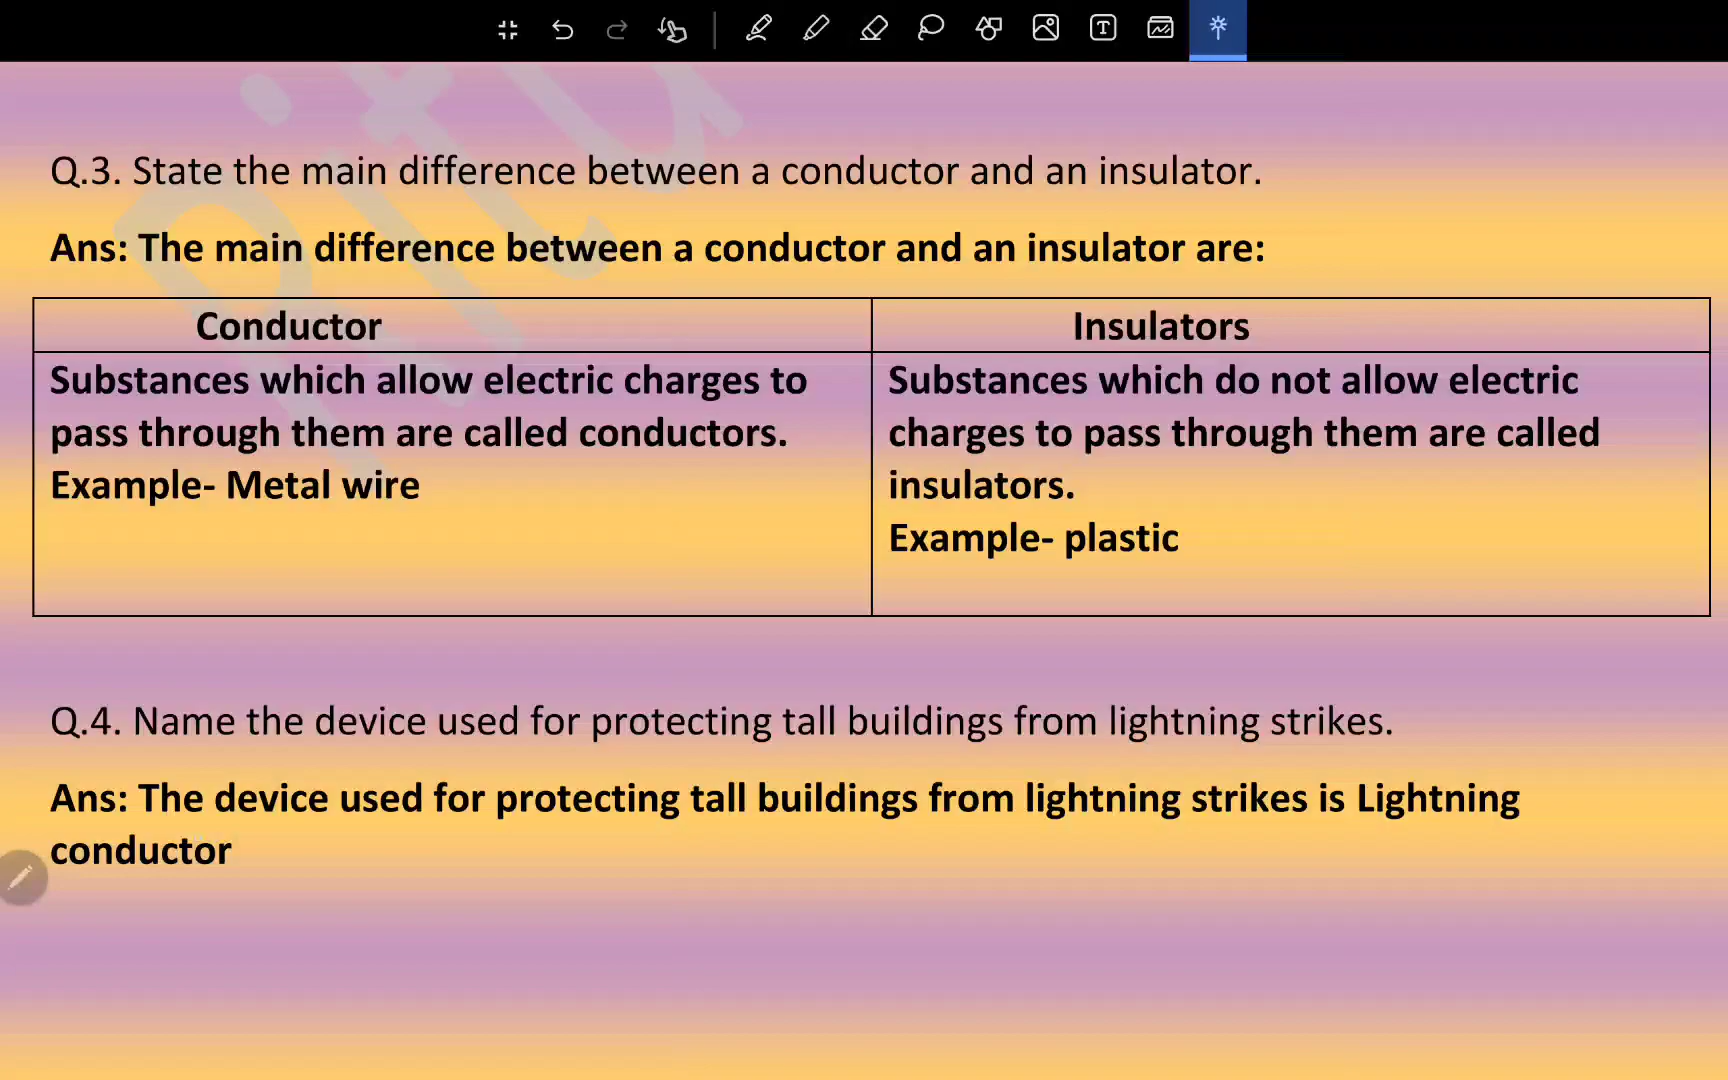 Q.3. State the main difference between a conductor and an insulator.
Ans: The main difference between a conductor and an insulator are:
Conductor
Insulators
Substances which allow electric charges to
pass through them are called conductors.
Example- Metal wire
Substances which do not allow electric
charges to pass through them are called
insulators.
Example- plastic
Q.4. Name the device used for protecting tall buildings from lightning strikes.
Ans: The device used for protecting tall buildings from lightning strikes is Lightning
conductor